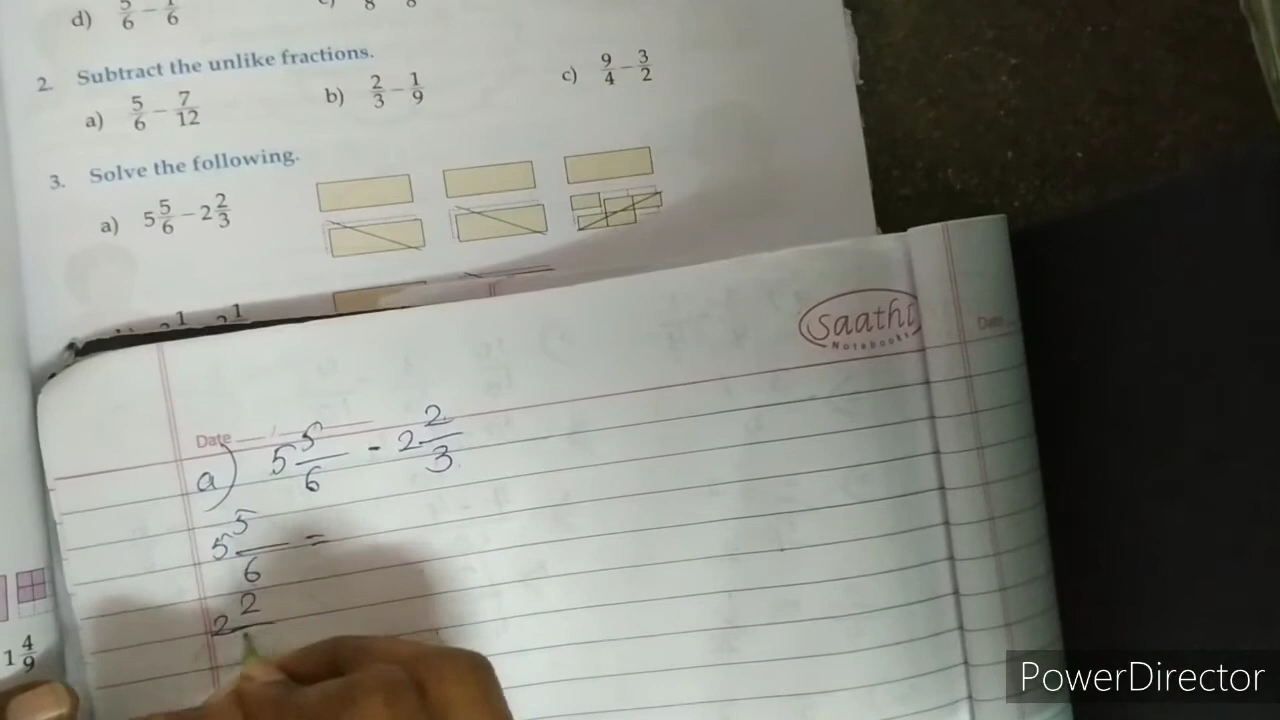 d) 5/6 − 1/6
2. Subtract the unlike fractions.
a) 5/6 − 7/12 b) 2/3 − 1/9 c) 9/4 − 3/2
3. Solve the following.
a) 5 5/6 − 2 2/3
1 4/9
Saathi
Notebooks
Date
Date
a) 5 5/6 - 2 2/3
5 5/6 =
2 2/
PowerDirector